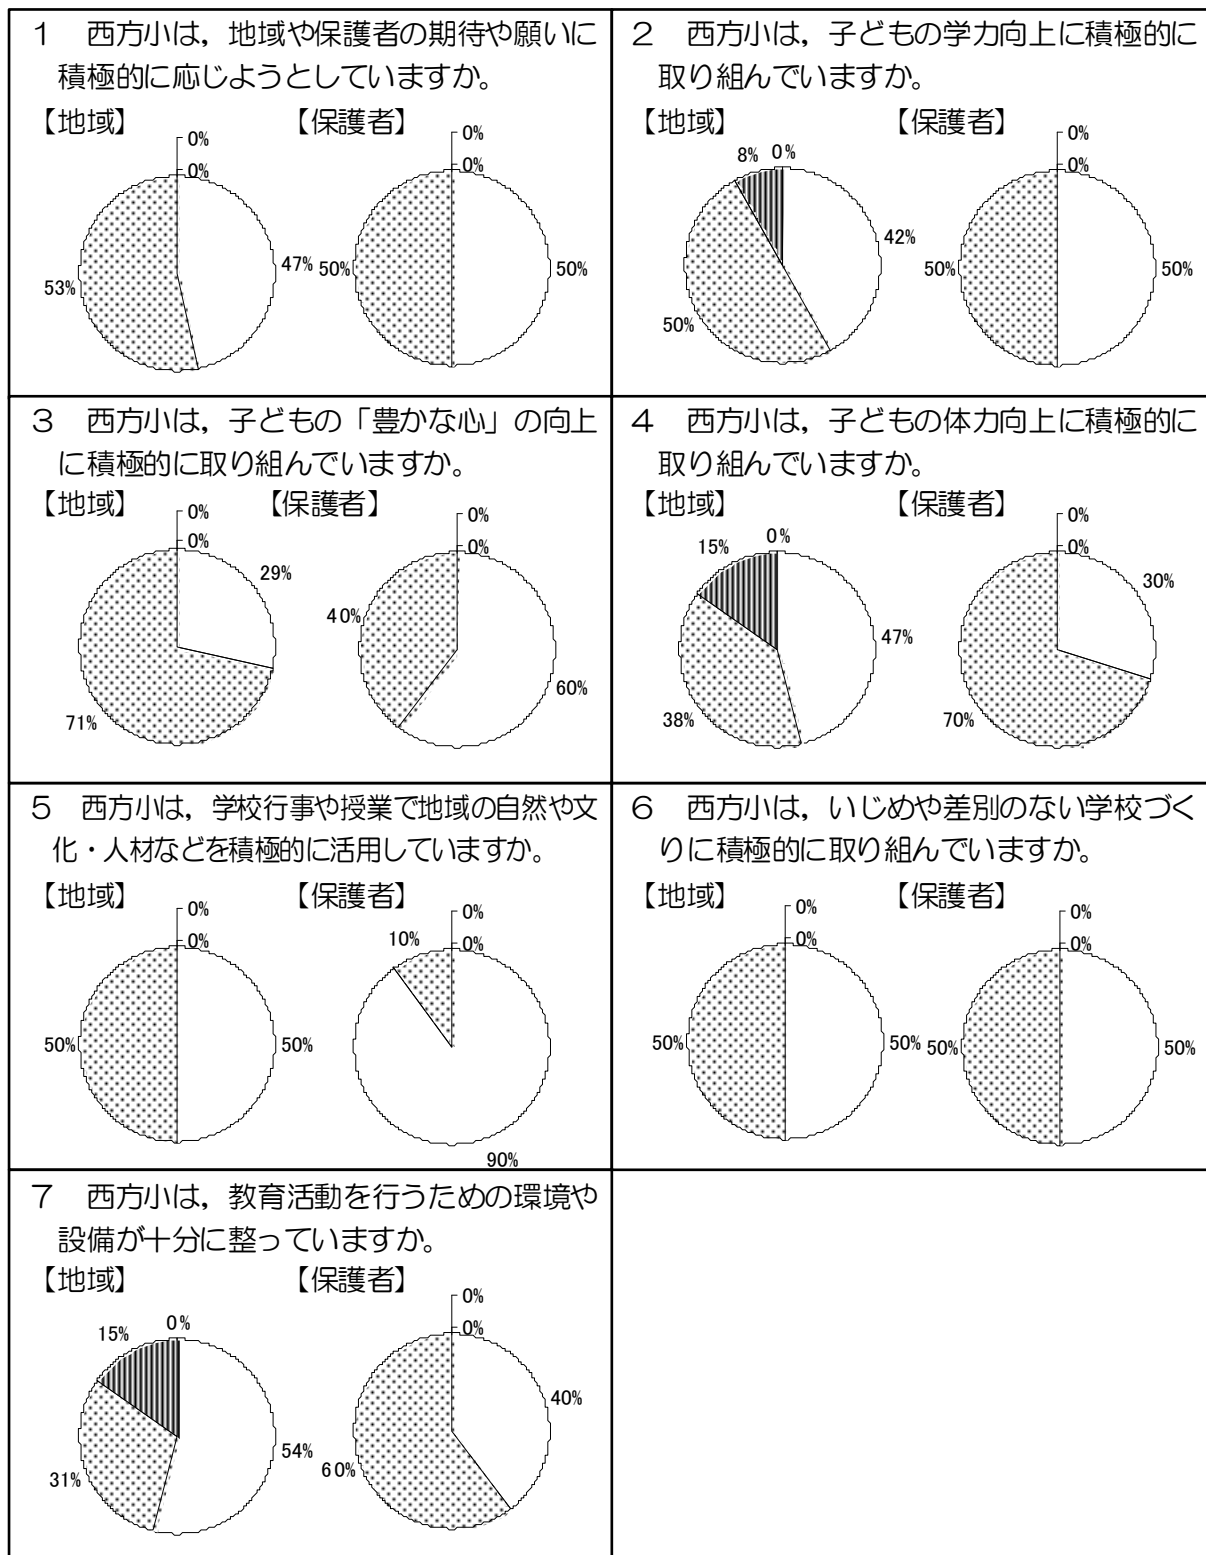 1　西方小は，地域や保護者の期待や願いに
積極的に応じようとしていますか。
【地域】　【保護者】
0%
0%
47%
53%
0%
0%
50%
50%
2　西方小は，子どもの学力向上に積極的に
取り組んでいますか。
【地域】　【保護者】
8%
0%
42%
50%
0%
0%
50%
50%
3　西方小は，子どもの「豊かな心」の向上
に積極的に取り組んでいますか。
【地域】　【保護者】
0%
0%
29%
71%
0%
0%
40%
60%
4　西方小は，子どもの体力向上に積極的に
取り組んでいますか。
【地域】　【保護者】
15%
0%
47%
38%
0%
0%
30%
70%
5　西方小は，学校行事や授業で地域の自然や文
化・人材などを積極的に活用していますか。
【地域】　【保護者】
0%
0%
50%
50%
0%
0%
10%
90%
6　西方小は，いじめや差別のない学校づく
りに積極的に取り組んでいますか。
【地域】　【保護者】
0%
0%
50%
50%
0%
0%
50%
50%
7　西方小は，教育活動を行うための環境や
設備が十分に整っていますか。
【地域】　【保護者】
15%
0%
54%
31%
0%
0%
40%
60%